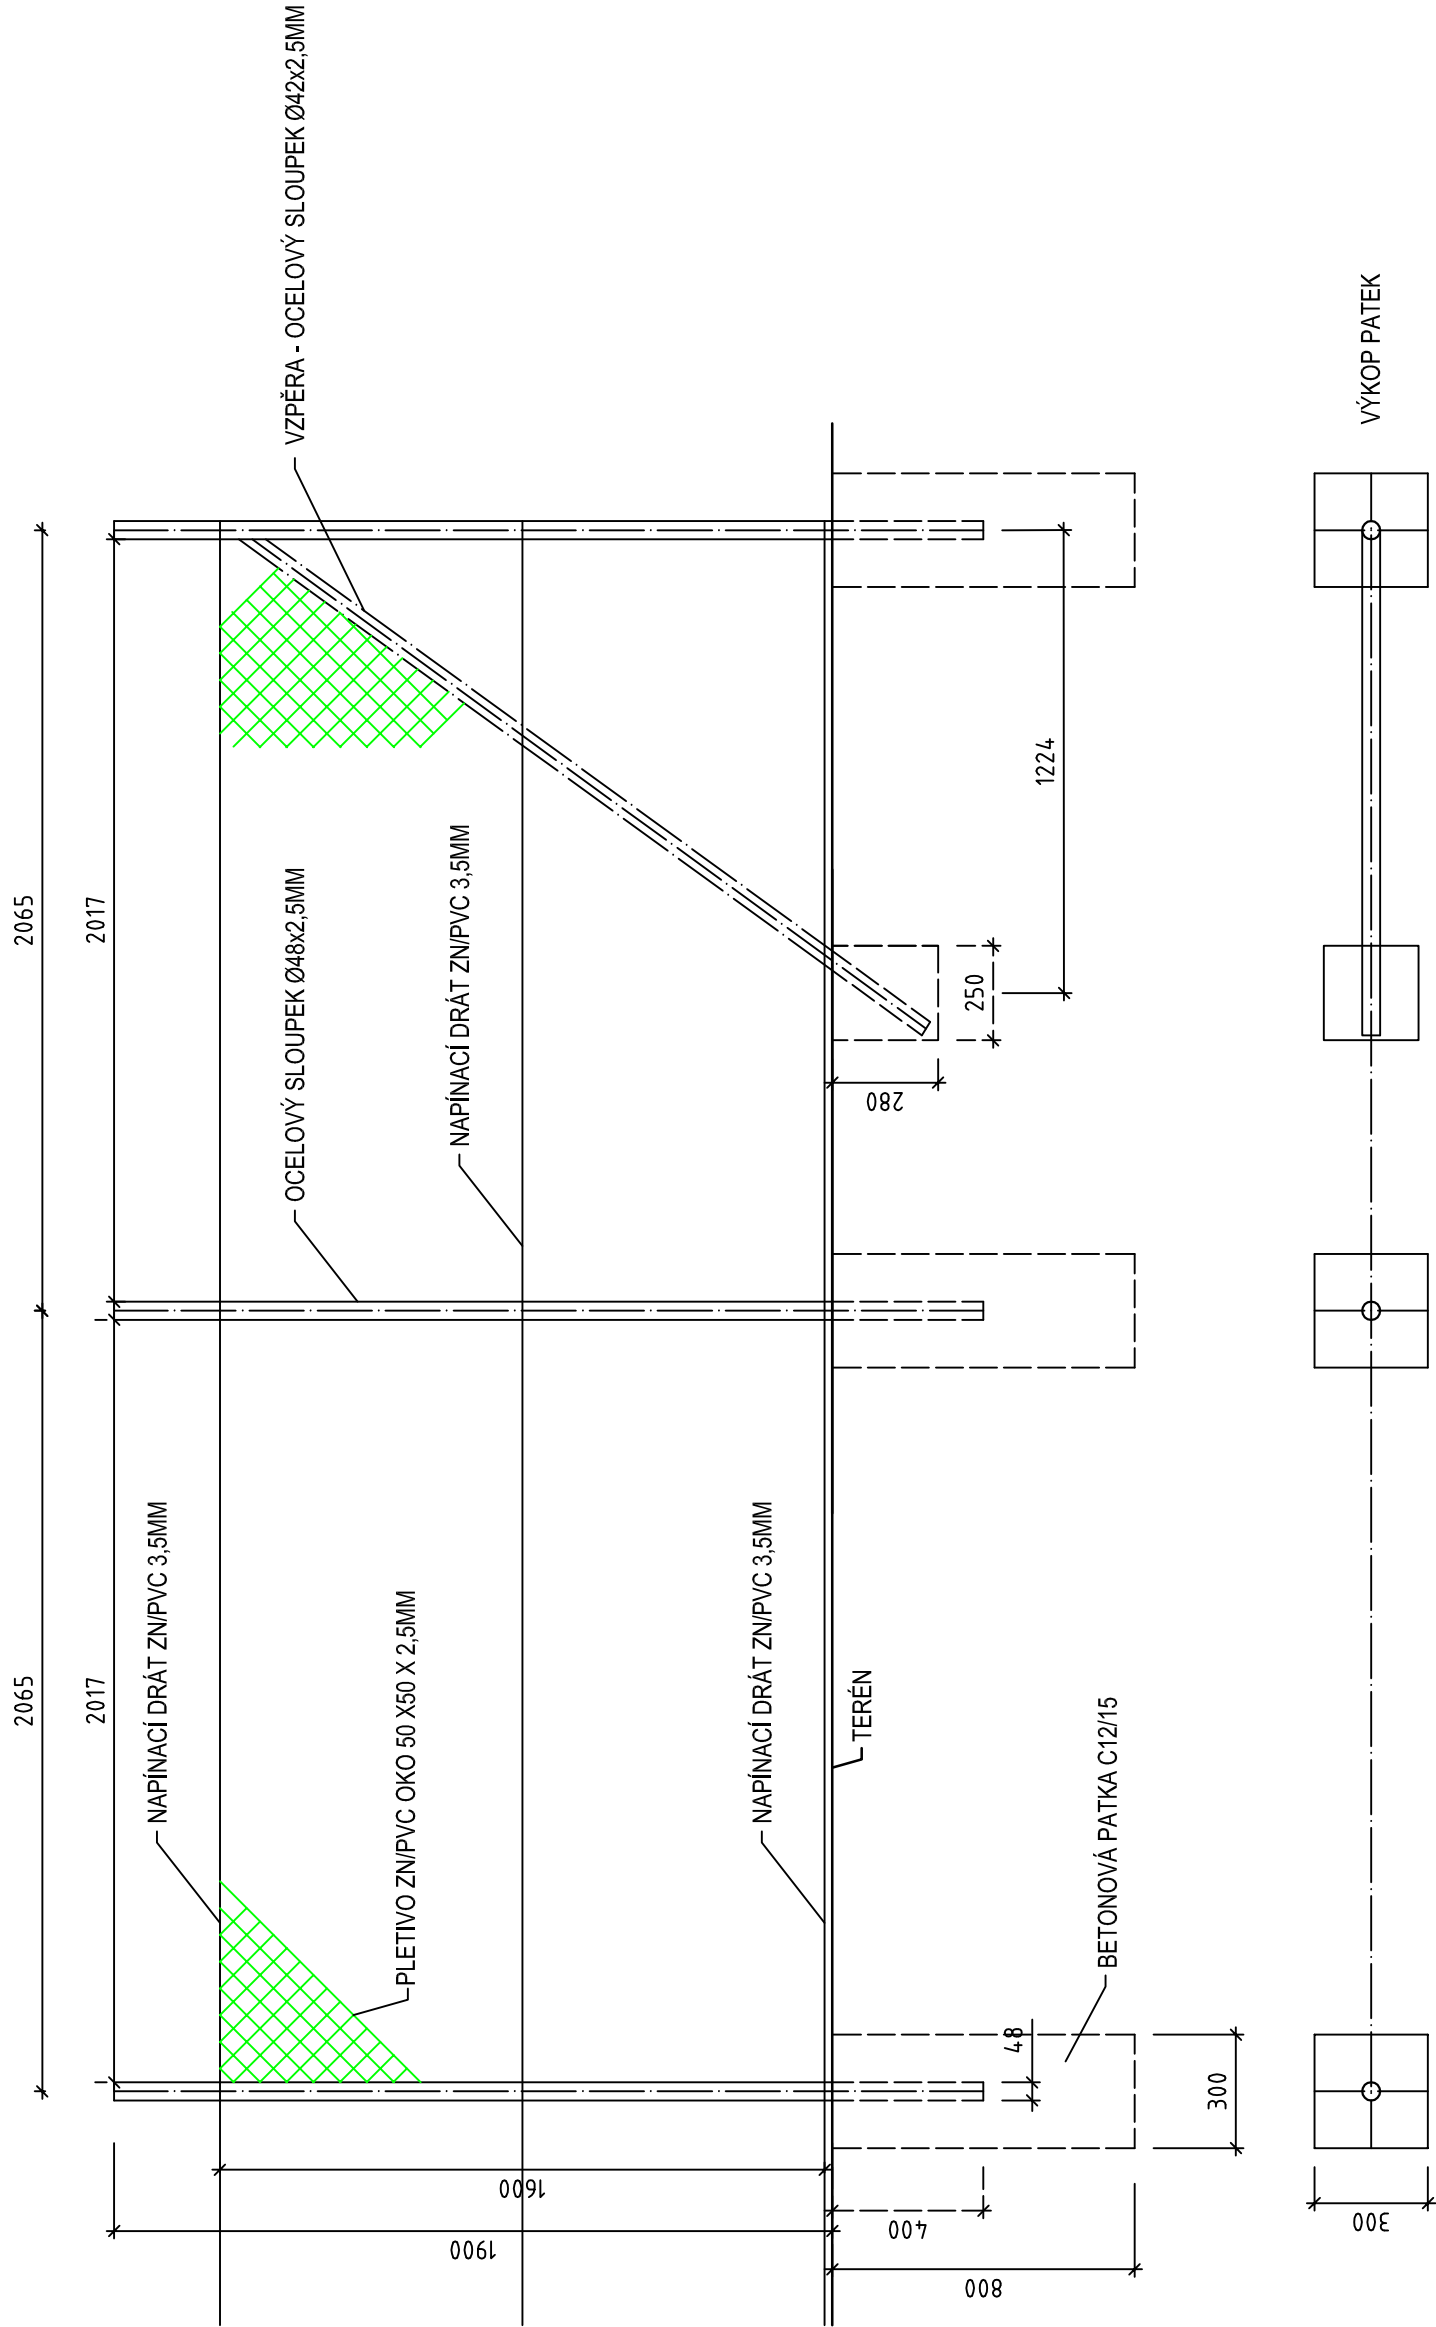 2065
2065
2017
2017
NAPÍNACÍ DRÁT ZN/PVC 3,5MM
VZPĚRA - OCELOVÝ SLOUPEK Ø42x2,5MM
OCELOVÝ SLOUPEK Ø48x2,5MM
PLETIVO ZN/PVC OKO 50 X50 X 2,5MM
NAPÍNACÍ DRÁT ZN/PVC 3,5MM
1600
1900
NAPÍNACÍ DRÁT ZN/PVC 3,5MM
TERÉN
280
400
250
800
48
1224
BETONOVÁ PATKA C12/15
300
300
VÝKOP PATEK